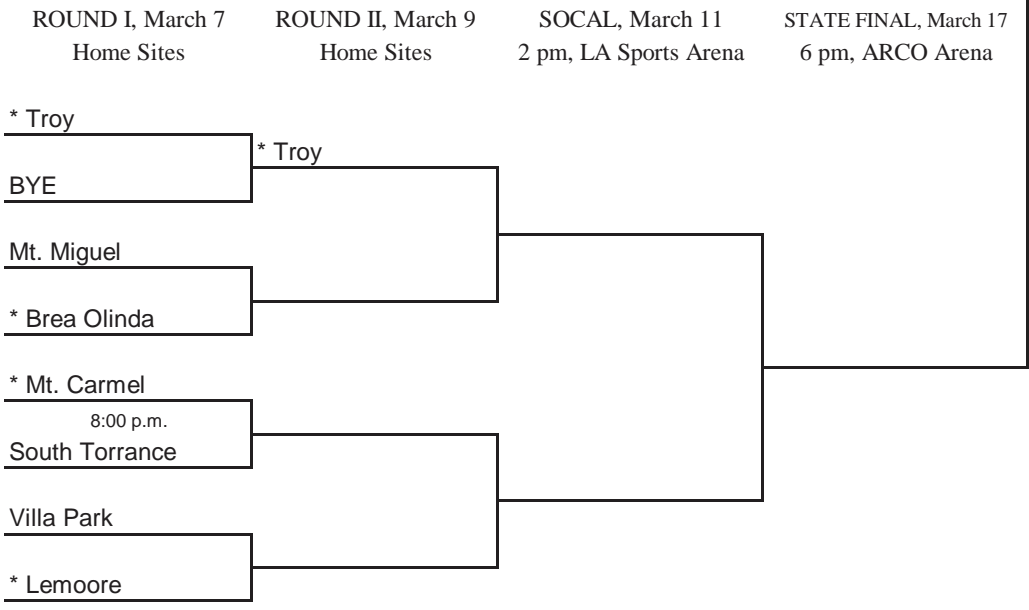 ROUND I, March 7
Home Sites
ROUND II, March 9
Home Sites
SOCAL, March 11
2 pm, LA Sports Arena
STATE FINAL, March 17
6 pm, ARCO Arena
* Troy
* Troy
BYE
Mt. Miguel
* Brea Olinda
* Mt. Carmel
8:00 p.m.
South Torrance
Villa Park
* Lemoore